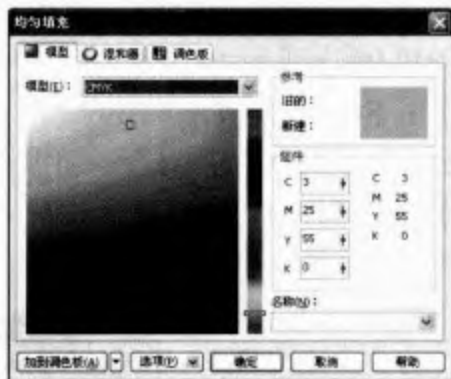 均匀填充
模型 混和器 调色板
模型(E): CMYK
参考
旧的:
新建:
组件
C 3 C 3
M 25 M 25
Y 55 Y 55
K 0 K 0
名称(N):
加到调色板(A) 选项(P) 确定 取消 帮助